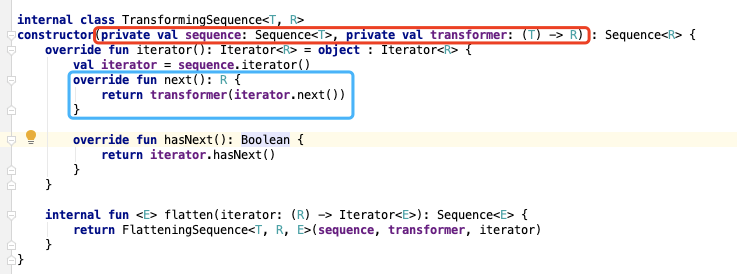 internal class TransformingSequence<T, R>
constructor(private val sequence: Sequence<T>, private val transformer: (T) -> R) : Sequence<R> {
    override fun iterator(): Iterator<R> = object : Iterator<R> {
        val iterator = sequence.iterator()
        override fun next(): R {
            return transformer(iterator.next())
        }
        override fun hasNext(): Boolean {
            return iterator.hasNext()
        }
    }
    internal fun <E> flatten(iterator: (R) -> Iterator<E>): Sequence<E> {
        return FlatteningSequence<T, R, E>(sequence, transformer, iterator)
    }
}